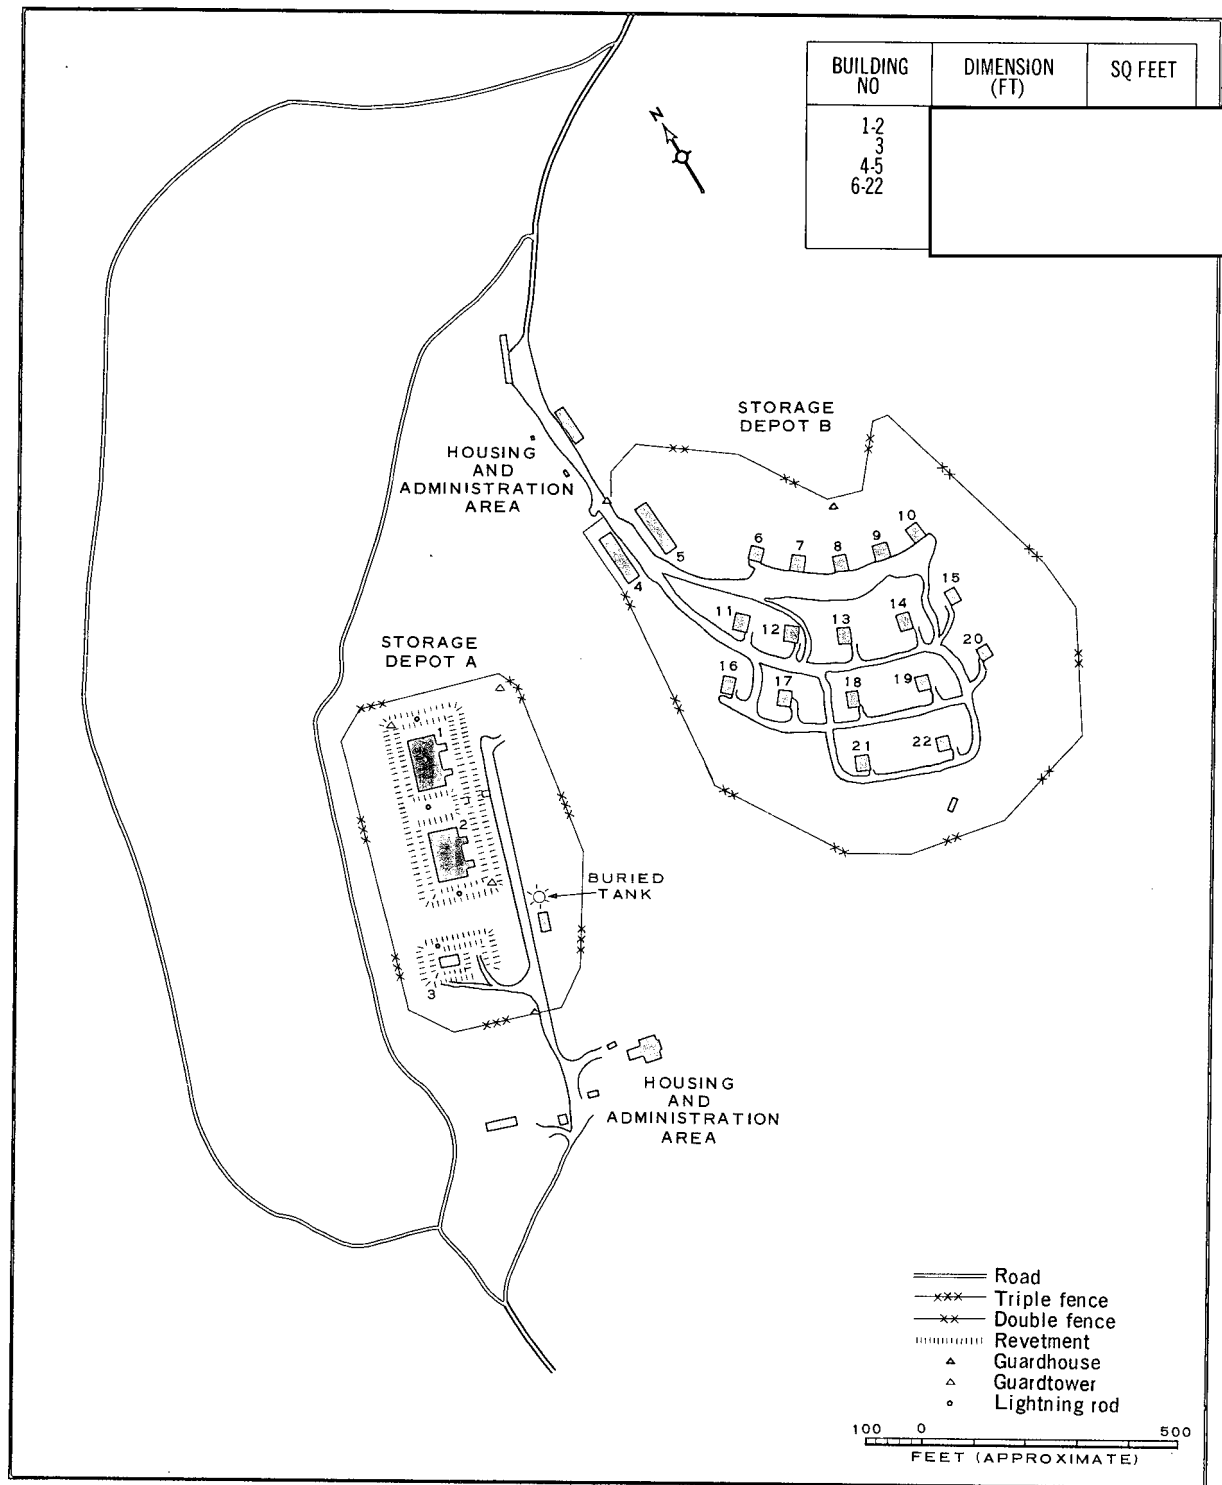 BUILDING
NO
DIMENSION
(FT)
SQ FEET
1-2
3
4-5
6-22
N
STORAGE
DEPOT B
HOUSING
AND
ADMINISTRATION
AREA
10
9
8
7
6
5
4
15
14
13
12
11
20
19
18
17
16
22
21
STORAGE
DEPOT A
1
2
3
BURIED
TANK
HOUSING
AND
ADMINISTRATION
AREA
Road
Triple fence
Double fence
Revetment
Guardhouse
Guardtower
Lightning rod
100 0 500
FEET (APPROXIMATE)